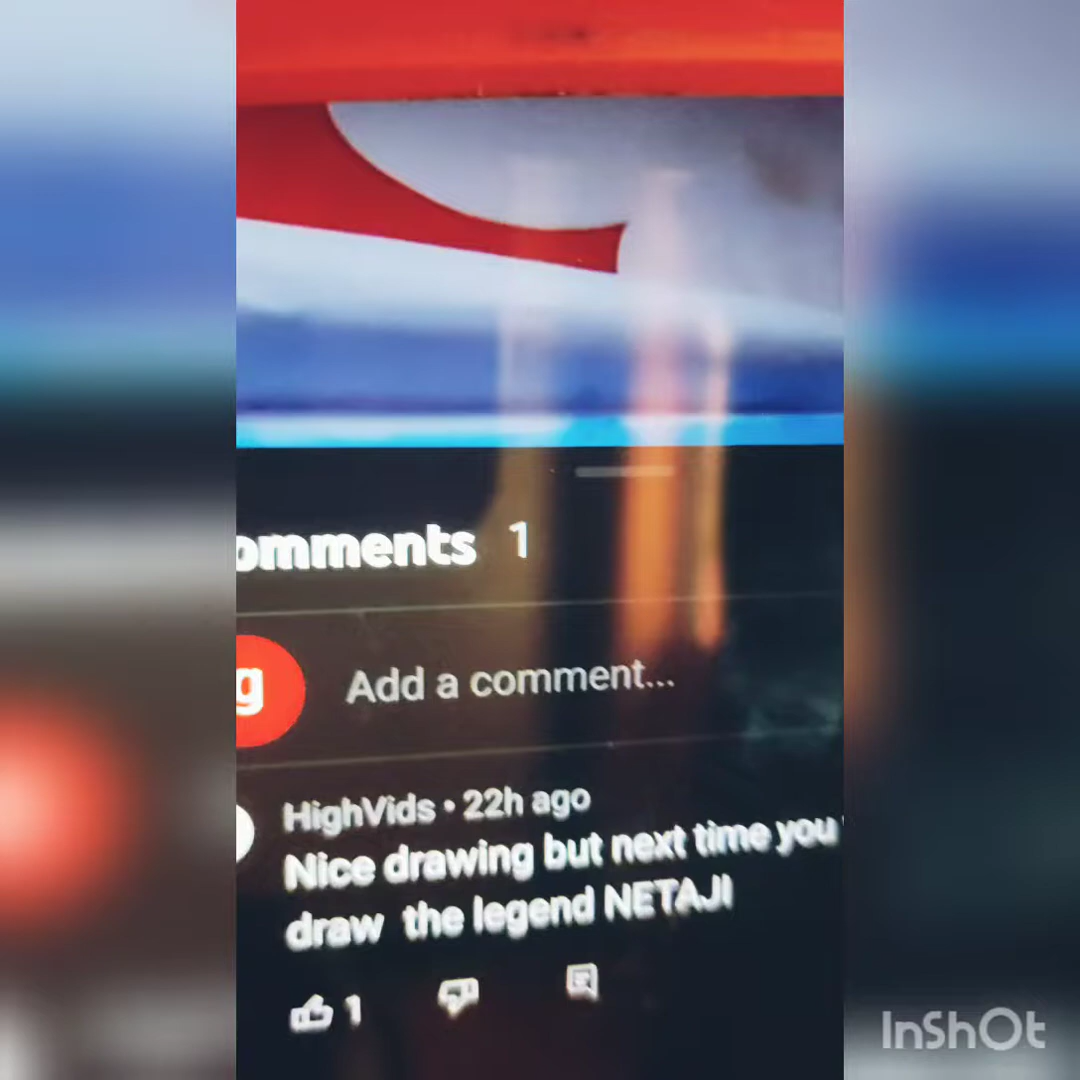 omments 1
g
Add a comment...
HighVids • 22h ago
Nice drawing but next time you
draw the legend NETAJI
1
InShOt